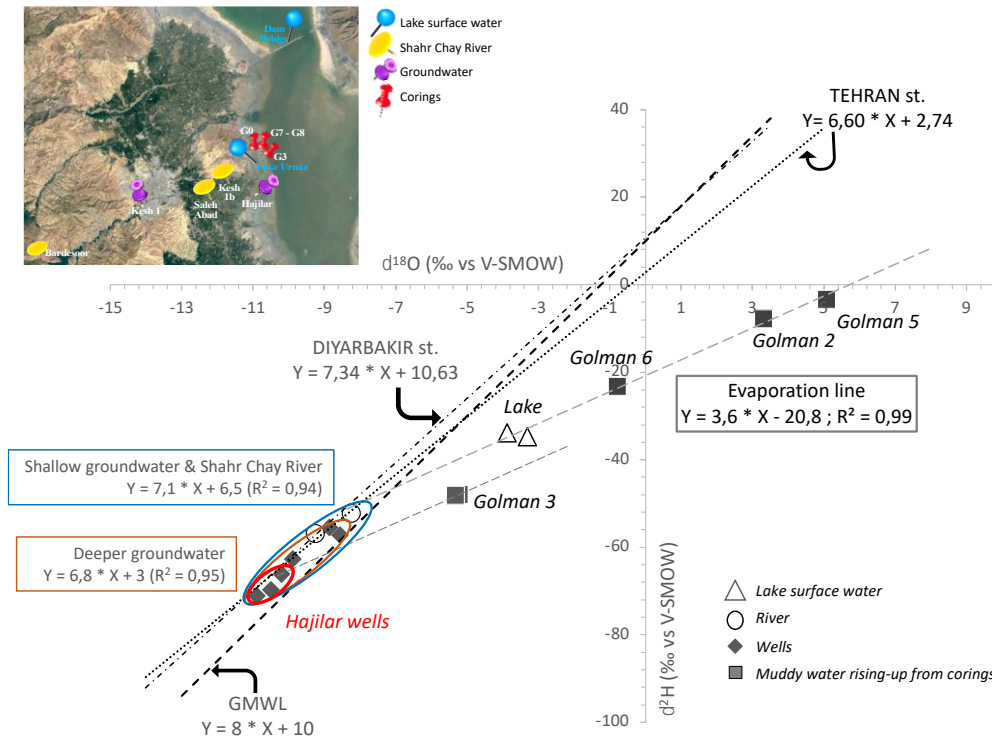 Dam
Bridge
G0
G7 - G8
G3
Lake Urmia
Kesh
1b
Saleh
Abad
Hajilar
Kesh 1
Bardesoor
Lake surface water
Shahr Chay River
Groundwater
Corings
TEHRAN st.
Y= 6,60 * X + 2,74
d18O (‰ vs V-SMOW)
40
20
0
-20
-40
-60
-80
-100
-15
-13
-11
-9
-7
-5
-3
-1
1
3
5
7
9
Golman 5
Golman 2
Golman 6
DIYARBAKIR st.
Y = 7,34 * X + 10,63
Evaporation line
Y = 3,6 * X - 20,8 ; R² = 0,99
Lake
Golman 3
Shallow groundwater & Shahr Chay River
Y = 7,1 * X + 6,5 (R² = 0,94)
Deeper groundwater
Y = 6,8 * X + 3 (R² = 0,95)
Hajilar wells
GMWL
Y = 8 * X + 10
d²H (‰ vs V-SMOW)
Lake surface water
River
Wells
Muddy water rising-up from corings